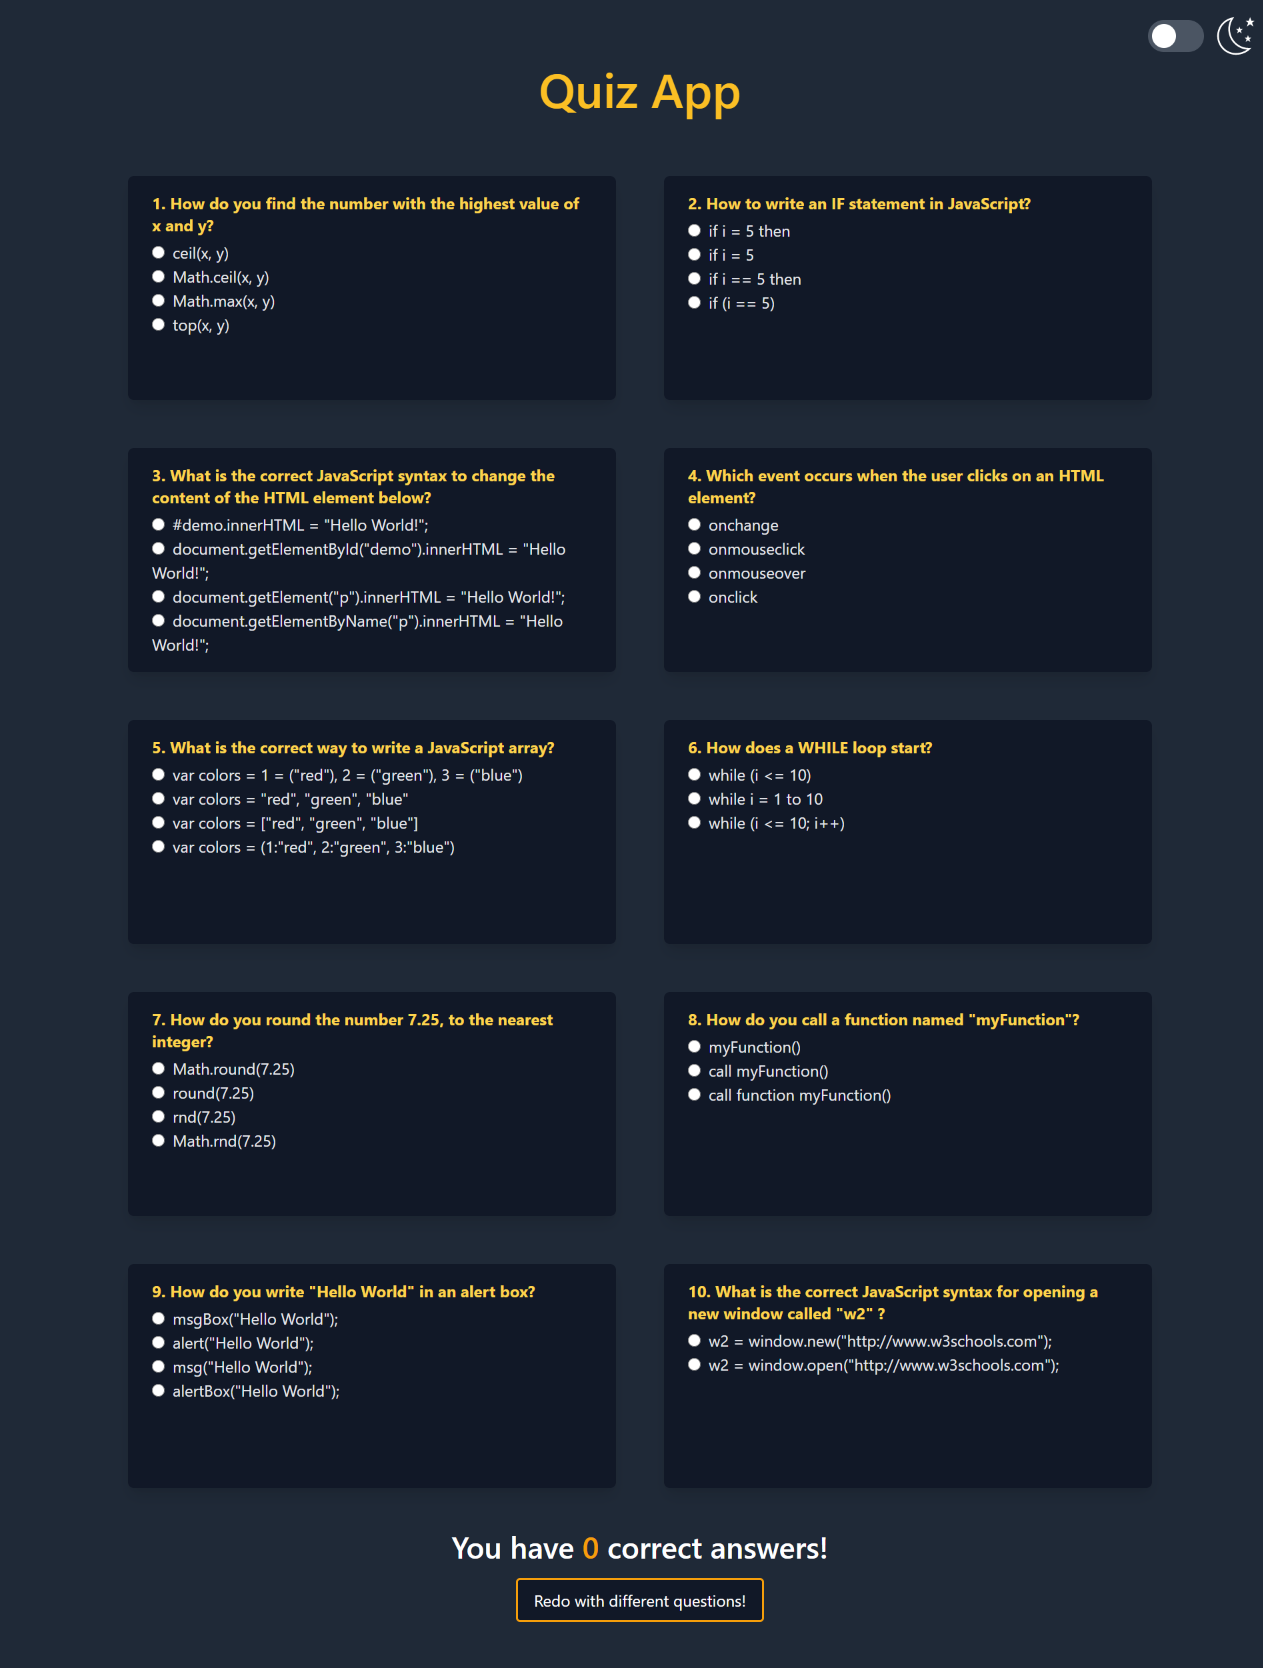 Quiz App
1. How do you find the number with the highest value of
x and y?
ceil(x, y)
Math.ceil(x, y)
Math.max(x, y)
top(x, y)
2. How to write an IF statement in JavaScript?
if i = 5 then
if i = 5
if i == 5 then
if (i == 5)
3. What is the correct JavaScript syntax to change the
content of the HTML element below?
#demo.innerHTML = "Hello World!";
document.getElementById("demo").innerHTML = "Hello
World!";
document.getElement("p").innerHTML = "Hello World!";
document.getElementByName("p").innerHTML = "Hello
World!";
4. Which event occurs when the user clicks on an HTML
element?
onchange
onmouseclick
onmouseover
onclick
5. What is the correct way to write a JavaScript array?
var colors = 1 = ("red"), 2 = ("green"), 3 = ("blue")
var colors = "red", "green", "blue"
var colors = ["red", "green", "blue"]
var colors = (1:"red", 2:"green", 3:"blue")
6. How does a WHILE loop start?
while (i <= 10)
while i = 1 to 10
while (i <= 10; i++)
7. How do you round the number 7.25, to the nearest
integer?
Math.round(7.25)
round(7.25)
rnd(7.25)
Math.rnd(7.25)
8. How do you call a function named "myFunction"?
myFunction()
call myFunction()
call function myFunction()
9. How do you write "Hello World" in an alert box?
msgBox("Hello World");
alert("Hello World");
msg("Hello World");
alertBox("Hello World");
10. What is the correct JavaScript syntax for opening a
new window called "w2" ?
w2 = window.new("http://www.w3schools.com");
w2 = window.open("http://www.w3schools.com");
You have 0 correct answers!
Redo with different questions!